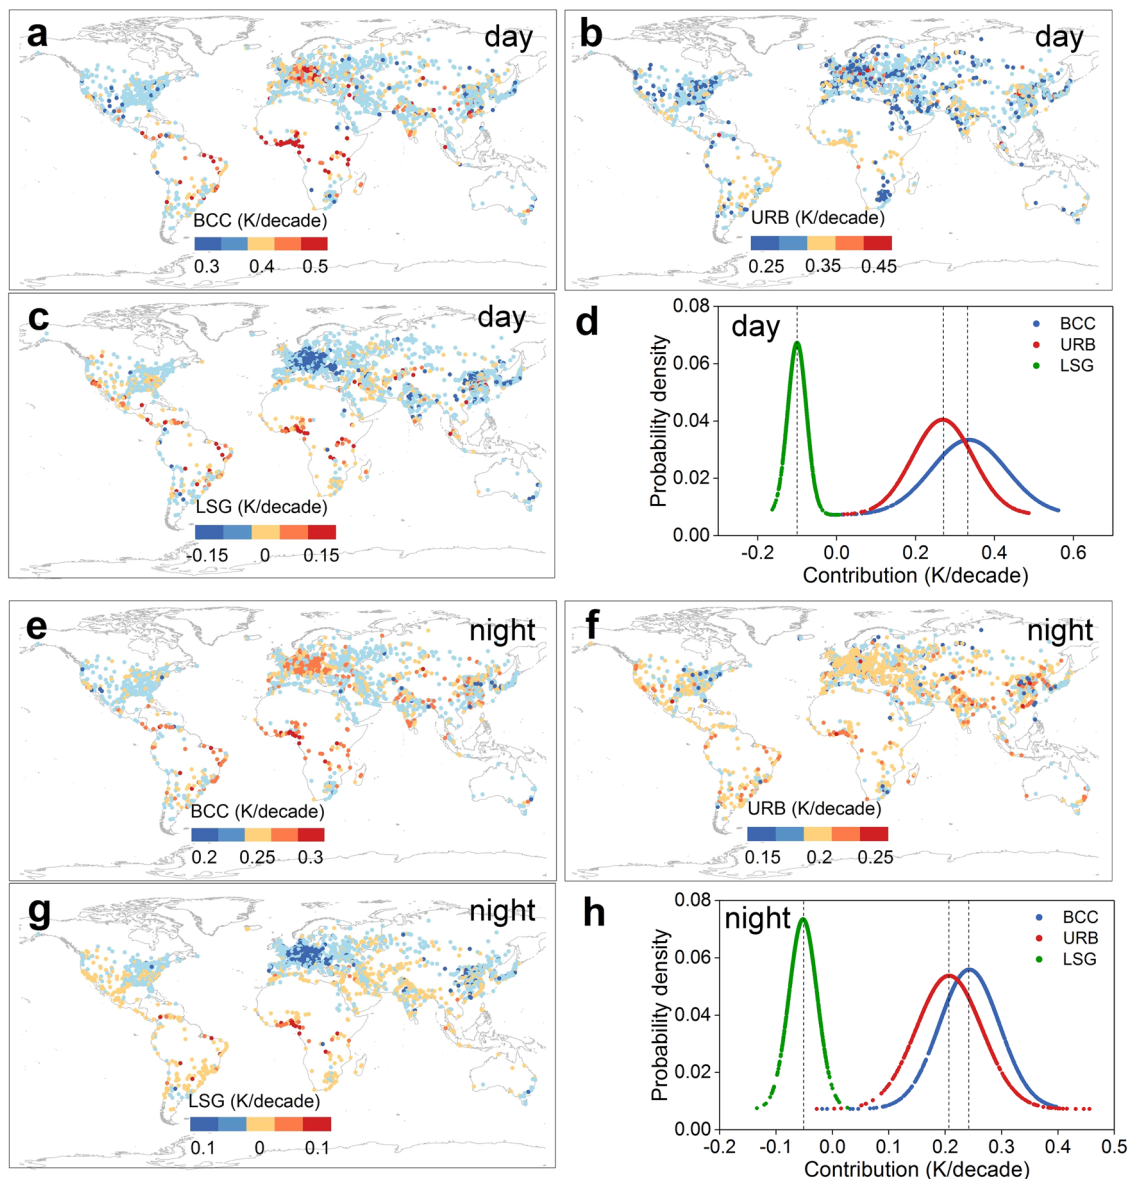 a
day
BCC (K/decade)
0.3 0.4 0.5
b
day
URB (K/decade)
0.25 0.35 0.45
c
day
LSG (K/decade)
-0.15 0 0.15
d
day
BCC
URB
LSG
Probability density
0.08
0.06
0.04
0.02
0.00
-0.2 0.0 0.2 0.4 0.6
Contribution (K/decade)
e
night
BCC (K/decade)
0.2 0.25 0.3
f
night
URB (K/decade)
0.15 0.2 0.25
g
night
LSG (K/decade)
0.1 0 0.1
h
night
BCC
URB
LSG
Probability density
0.08
0.06
0.04
0.02
0.00
-0.2 -0.1 0.0 0.1 0.2 0.3 0.4 0.5
Contribution (K/decade)